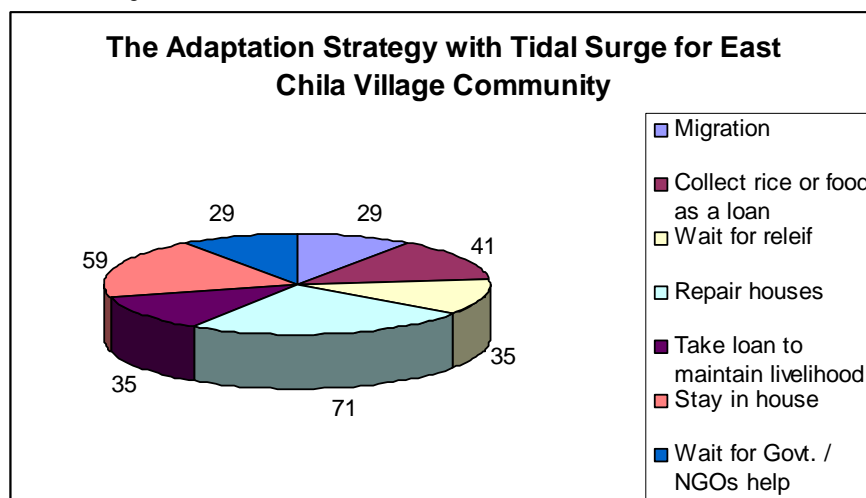 The Adaptation Strategy with Tidal Surge for East
Chila Village Community
29
29
59
41
35
35
71
Migration
Collect rice or food
as a loan
Wait for releif
Repair houses
Take loan to
maintain livelihood
Stay in house
Wait for Govt. /
NGOs help